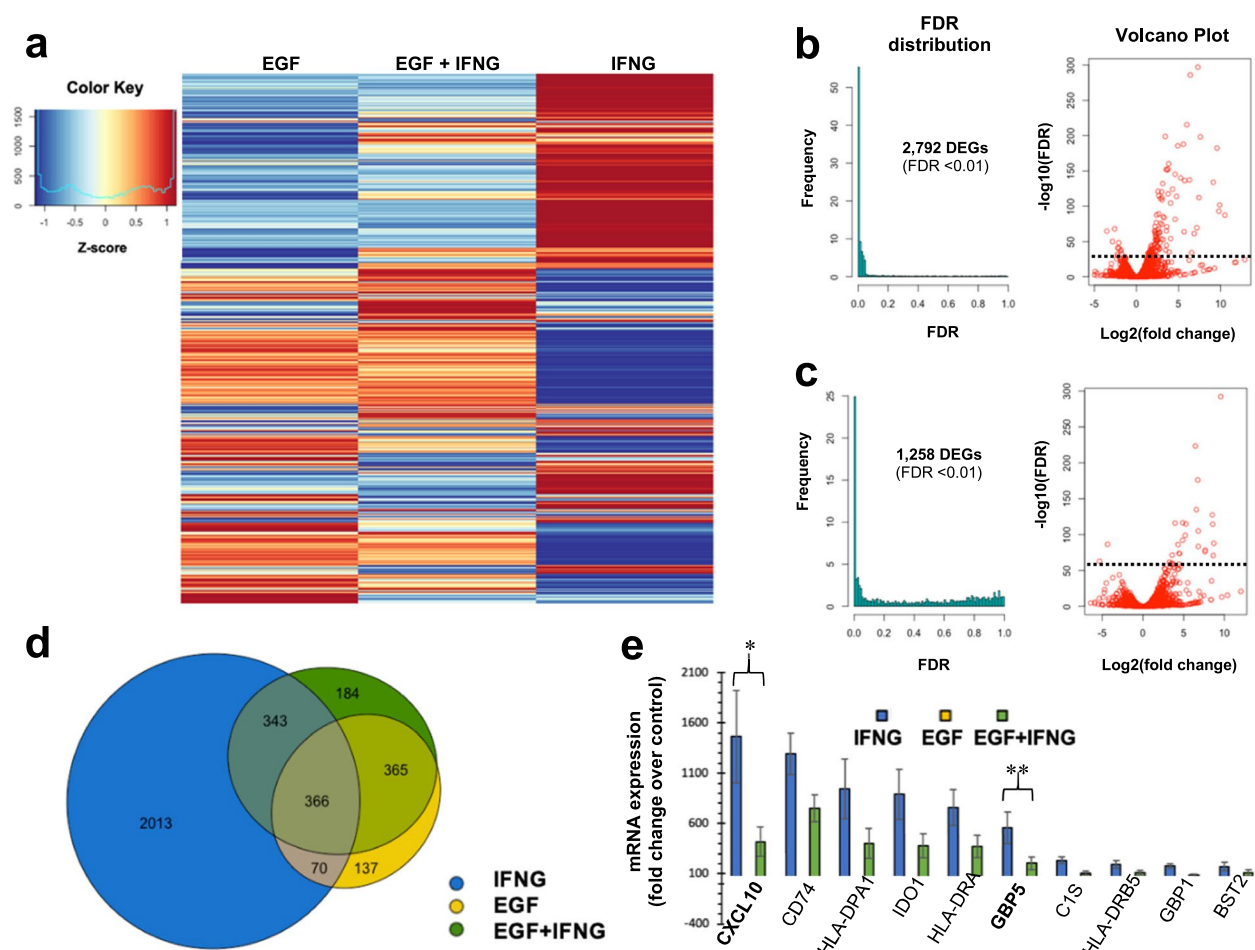 a
EGF
EGF + IFNG
IFNG
Color Key
1500
1000
500
0
-1
-0.5
0
0.5
1
Z-score
b
FDR
distribution
Volcano Plot
50
40
30
20
10
0
Frequency
2,792 DEGs
(FDR <0.01)
0.0
0.2
0.4
0.6
0.8
1.0
FDR
300
250
200
150
100
50
0
-log10(FDR)
-5
0
5
10
Log2(fold change)
c
25
20
15
10
5
0
Frequency
1,258 DEGs
(FDR <0.01)
0.0
0.2
0.4
0.6
0.8
1.0
FDR
300
250
200
150
100
50
0
-log10(FDR)
-5
0
5
10
Log2(fold change)
d
184
343
365
366
2013
70
137
IFNG
EGF
EGF+IFNG
e
2100
1600
1100
600
100
-400
mRNA expression
(fold change over control)
*
**
IFNG
EGF
EGF+IFNG
CXCL10
CD74
HLA-DPA1
IDO1
HLA-DRA
GBP5
C1S
HLA-DRB5
GBP1
BST2